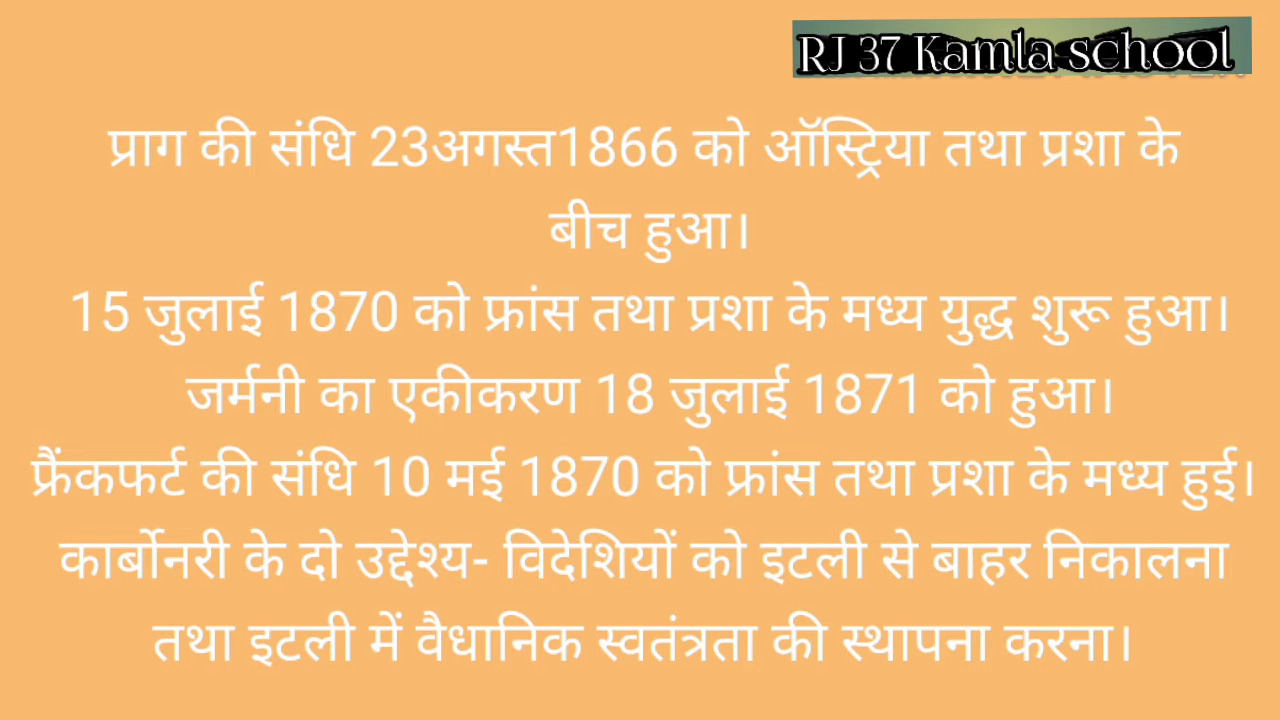 RJ 37 Kamla school
प्राग की संधि 23अगस्त1866 को ऑस्ट्रिया तथा प्रशा के
बीच हुआ।
15 जुलाई 1870 को फ्रांस तथा प्रशा के मध्य युद्ध शुरू हुआ।
जर्मनी का एकीकरण 18 जुलाई 1871 को हुआ।
फ्रैंकफर्ट की संधि 10 मई 1870 को फ्रांस तथा प्रशा के मध्य हुई।
कार्बोनरी के दो उद्देश्य- विदेशियों को इटली से बाहर निकालना
तथा इटली में वैधानिक स्वतंत्रता की स्थापना करना।